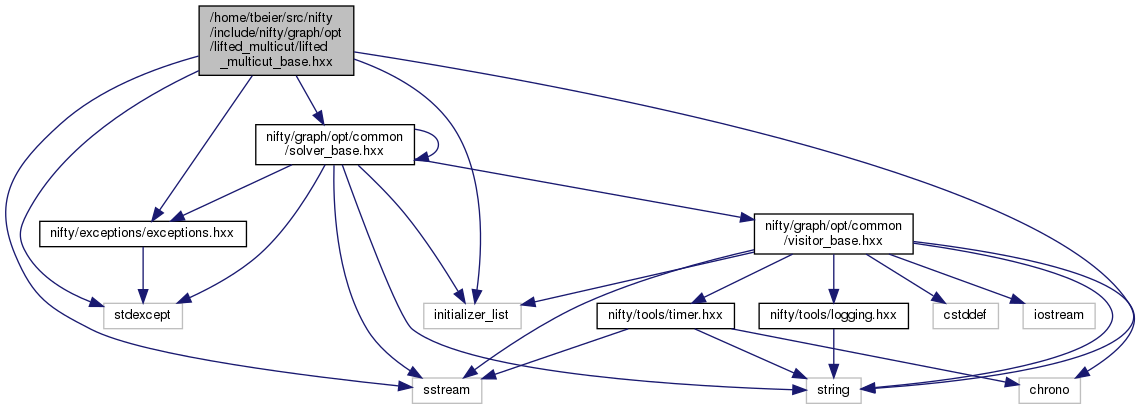 /home/tbeier/src/nifty
/include/nifty/graph/opt
/lifted_multicut/lifted
_multicut_base.hxx
nifty/graph/opt/common
/solver_base.hxx
nifty/exceptions/exceptions.hxx
nifty/graph/opt/common
/visitor_base.hxx
stdexcept
initializer_list
nifty/tools/timer.hxx
nifty/tools/logging.hxx
cstddef
iostream
sstream
string
chrono